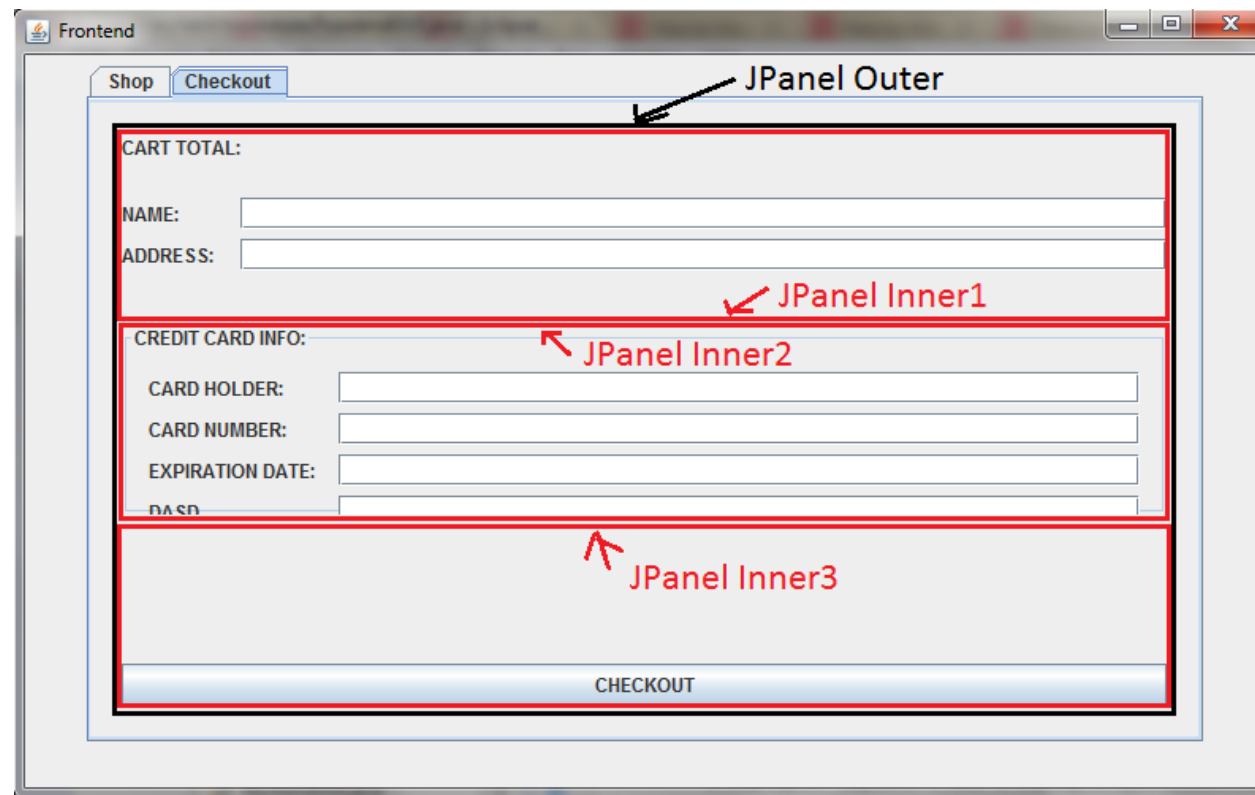 Frontend
Shop Checkout
JPanel Outer
CART TOTAL:
NAME:
ADDRESS:
JPanel Inner1
CREDIT CARD INFO:
JPanel Inner2
CARD HOLDER:
CARD NUMBER:
EXPIRATION DATE:
DASD
JPanel Inner3
CHECKOUT